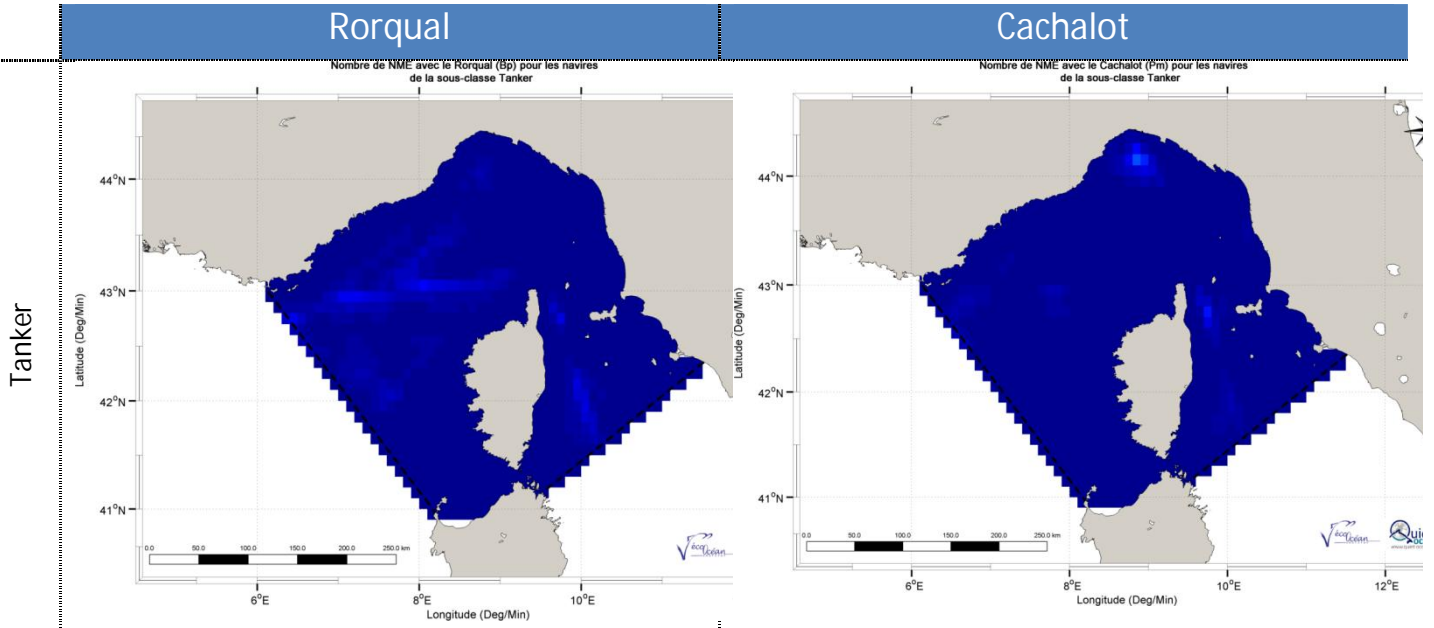 Rorqual
Cachalot
Tanker
Nombre de NME avec le Rorqual (Bp) pour les navires
de la sous-classe Tanker
44°N
43°N
42°N
41°N
Latitude (Deg/Min)
0.0 50.0 100.0 150.0 200.0 250.0 km
écoocéan
6°E 8°E 10°E
Longitude (Deg/Min)
Nombre de NME avec le Cachalot (Pm) pour les navires
de la sous-classe Tanker
44°N
43°N
42°N
41°N
Latitude (Deg/Min)
0.0 50.0 100.0 150.0 200.0 250.0 km
écoocéan
6°E 8°E 10°E 12°E
Longitude (Deg/Min)